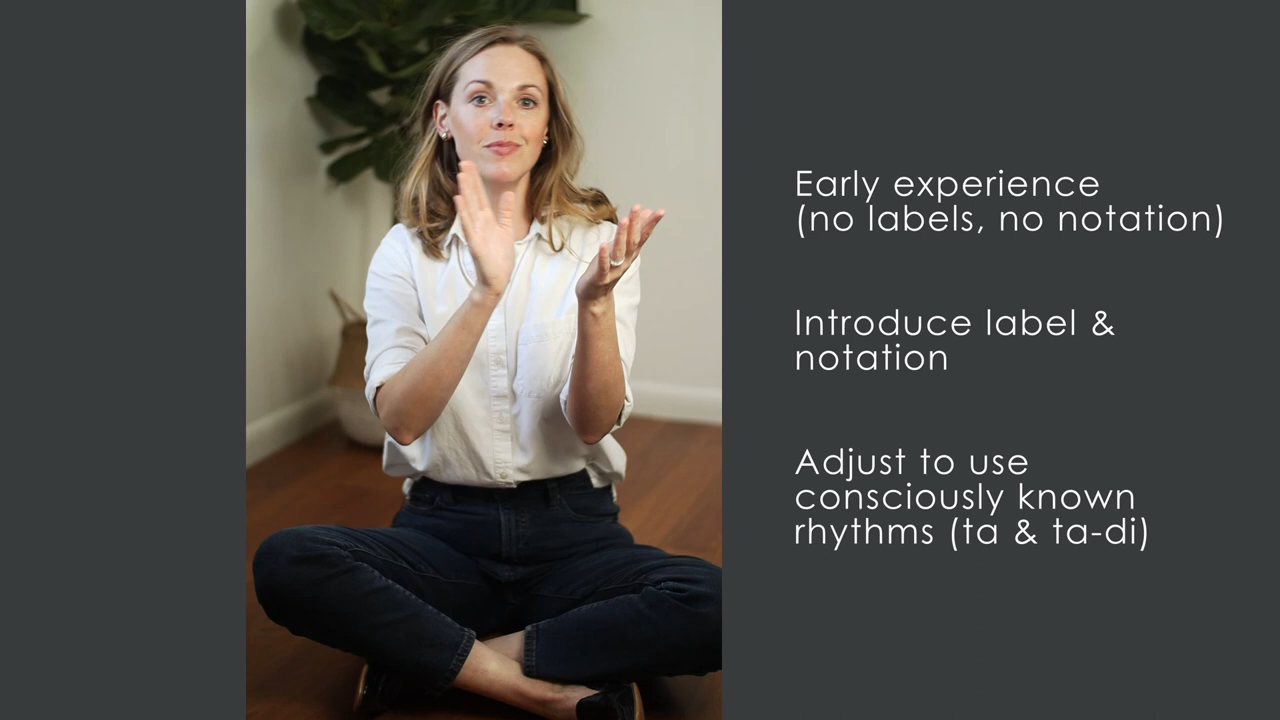 Early experience
(no labels, no notation)
Introduce label &
notation
Adjust to use
consciously known
rhythms (ta & ta-di)